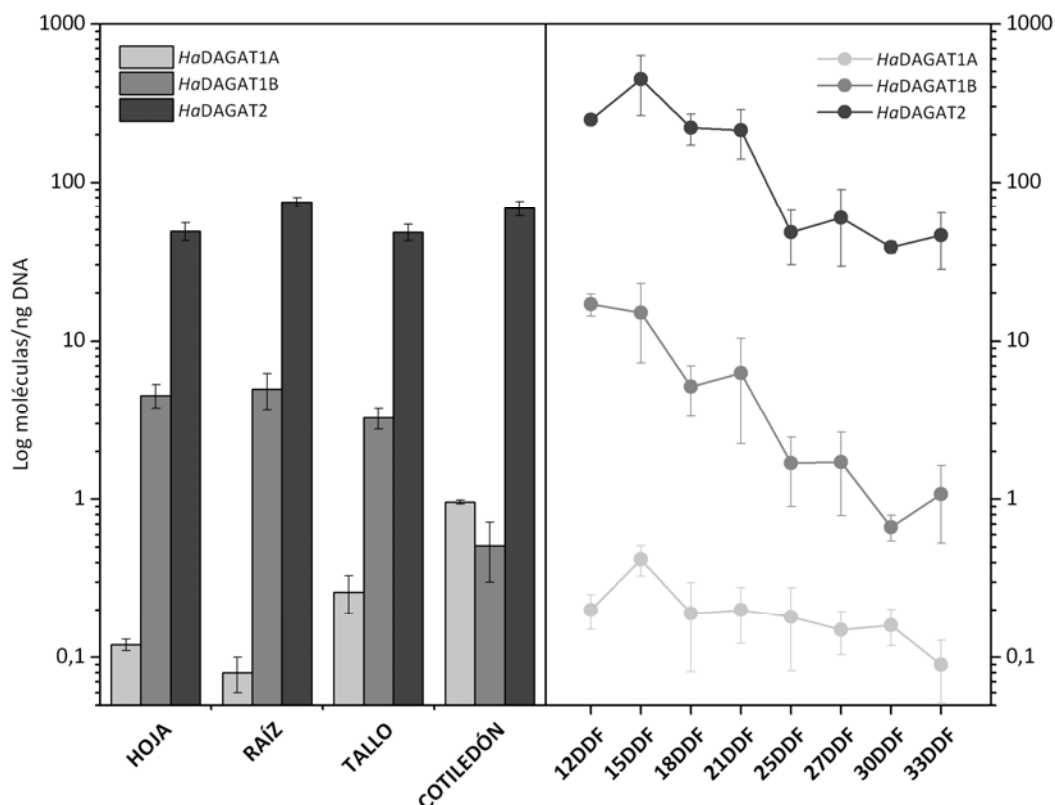 Log moléculas/ng DNA
1000
100
10
1
0,1
HaDAGAT1A
HaDAGAT1B
HaDAGAT2
HOJA
RAÍZ
TALLO
COTILEDÓN
HaDAGAT1A
HaDAGAT1B
HaDAGAT2
1000
100
10
1
0,1
12DDF
15DDF
18DDF
21DDF
25DDF
27DDF
30DDF
33DDF